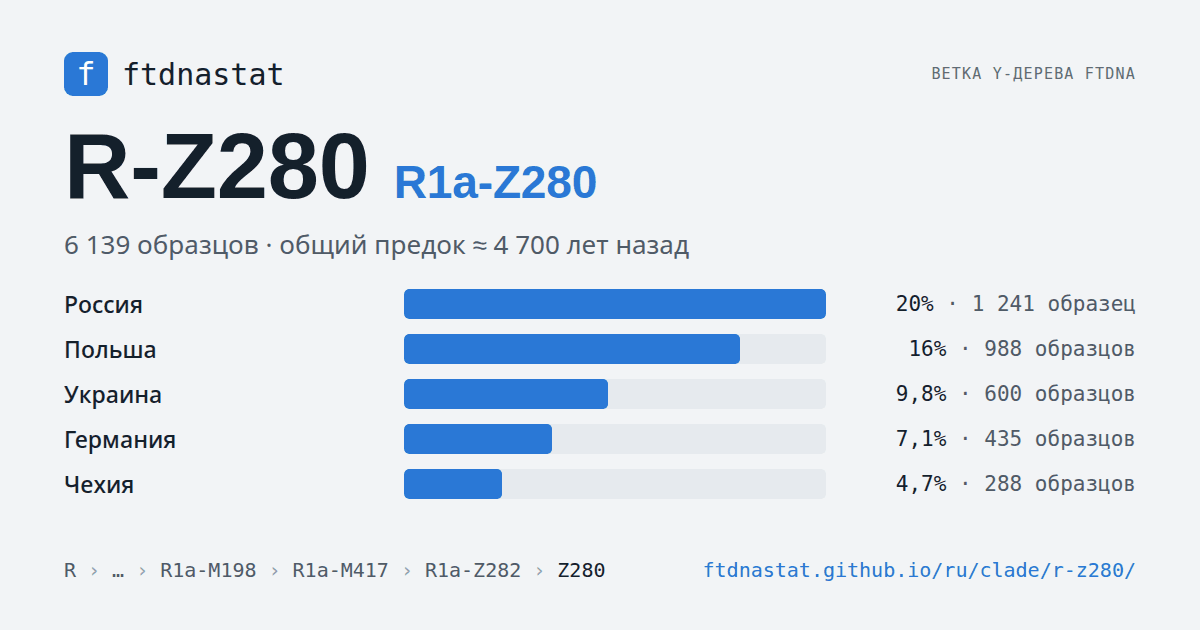 f ftdnastat
ВЕТКА Y-ДЕРЕВА FTDNA
R-Z280 R1a-Z280
6 139 образцов · общий предок ≈ 4 700 лет назад
Россия 20% · 1 241 образец
Польша 16% · 988 образцов
Украина 9,8% · 600 образцов
Германия 7,1% · 435 образцов
Чехия 4,7% · 288 образцов
R › … › R1a-M198 › R1a-M417 › R1a-Z282 › Z280
ftdnastat.github.io/ru/clade/r-z280/